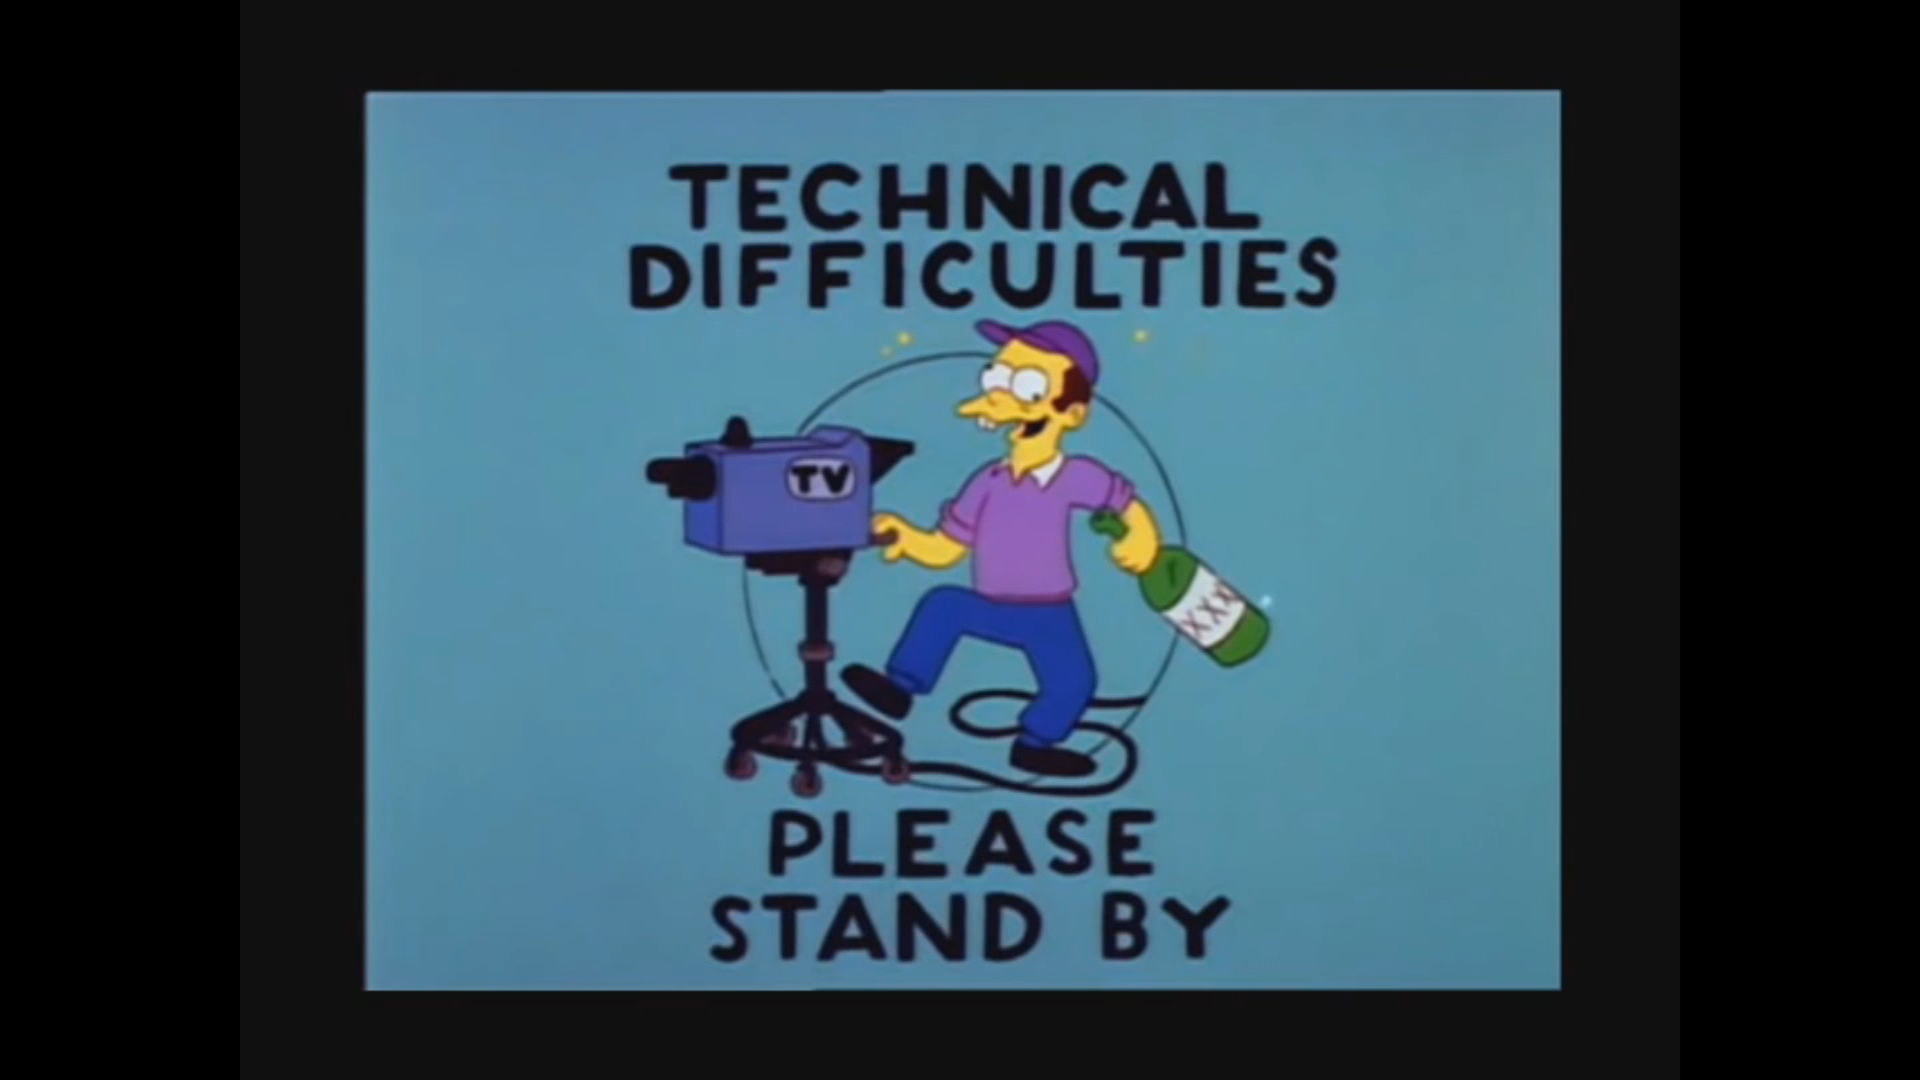 TECHNICAL
DIFFICULTIES
TV
XXX
PLEASE
STAND BY